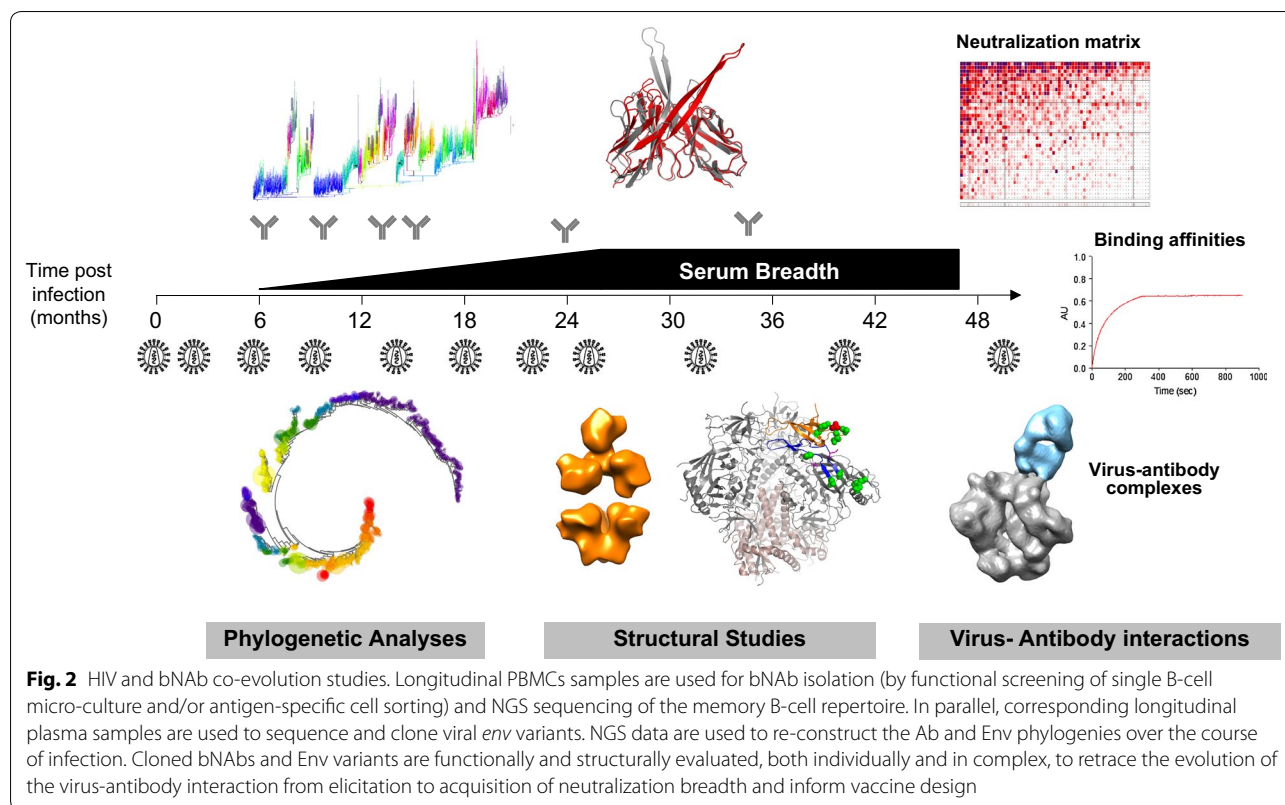 Neutralization matrix
Time post
infection
(months)
Serum Breadth
0 6 12 18 24 30 36 42 48
Binding affinities
AU
1.0
0.8
0.6
0.4
0.2
0.0
0 200 400 600 800 1000
Time (sec)
Virus-antibody
complexes
Phylogenetic Analyses
Structural Studies
Virus- Antibody interactions
Fig. 2 HIV and bNAb co-evolution studies. Longitudinal PBMCs samples are used for bNAb isolation (by functional screening of single B-cell
micro-culture and/or antigen-specific cell sorting) and NGS sequencing of the memory B-cell repertoire. In parallel, corresponding longitudinal
plasma samples are used to sequence and clone viral env variants. NGS data are used to re-construct the Ab and Env phylogenies over the course
of infection. Cloned bNAbs and Env variants are functionally and structurally evaluated, both individually and in complex, to retrace the evolution of
the virus-antibody interaction from elicitation to acquisition of neutralization breadth and inform vaccine design